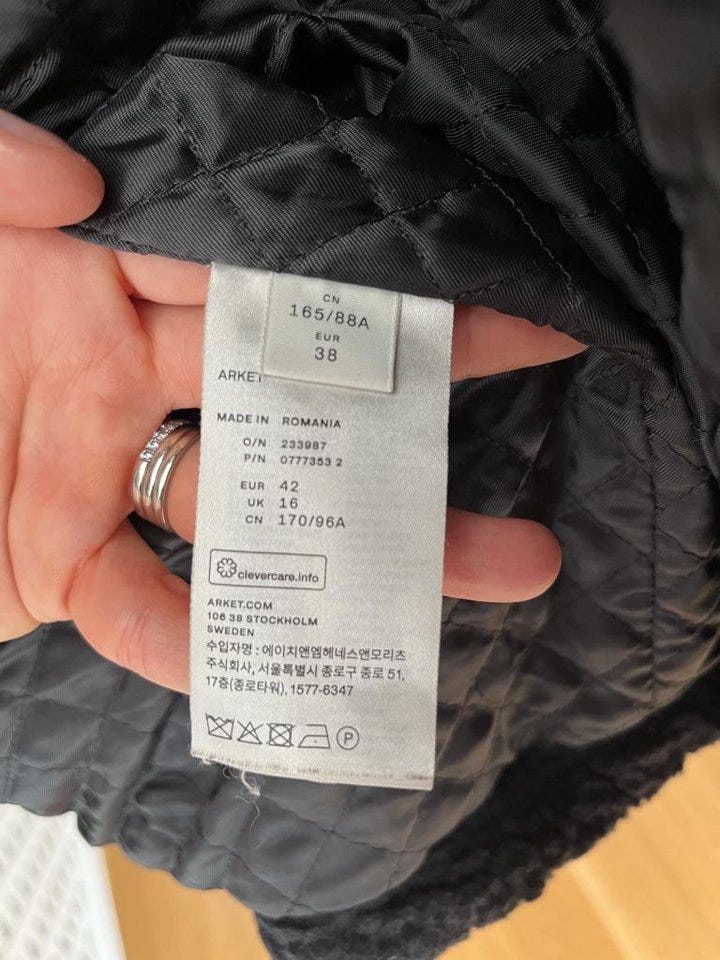 CN
165/88A
EUR
38
ARKET
MADE IN ROMANIA
O/N 233987
P/N 0777353 2
EUR 42
UK 16
CN 170/96A
clevercare.info
ARKET.COM
106 38 STOCKHOLM
SWEDEN
수입자명 : 에이치앤엠헤네스앤모리츠
주식회사, 서울특별시 종로구 종로 51,
17층(종로타워), 1577-6347
P